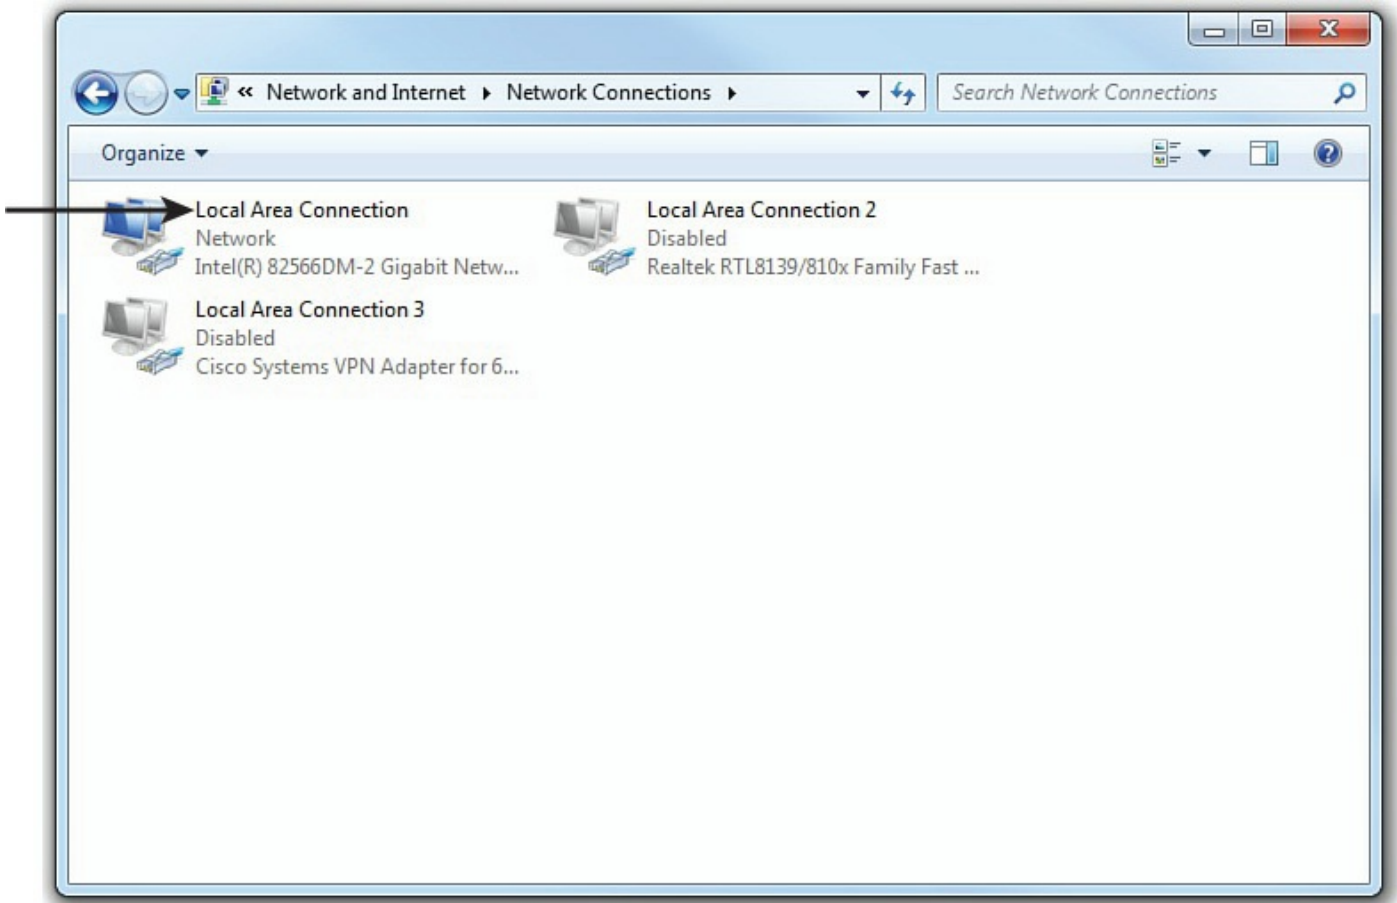 « Network and Internet ▸ Network Connections ▸
Search Network Connections
Organize
Local Area Connection
Network
Intel(R) 82566DM-2 Gigabit Netw...
Local Area Connection 2
Disabled
Realtek RTL8139/810x Family Fast ...
Local Area Connection 3
Disabled
Cisco Systems VPN Adapter for 6...